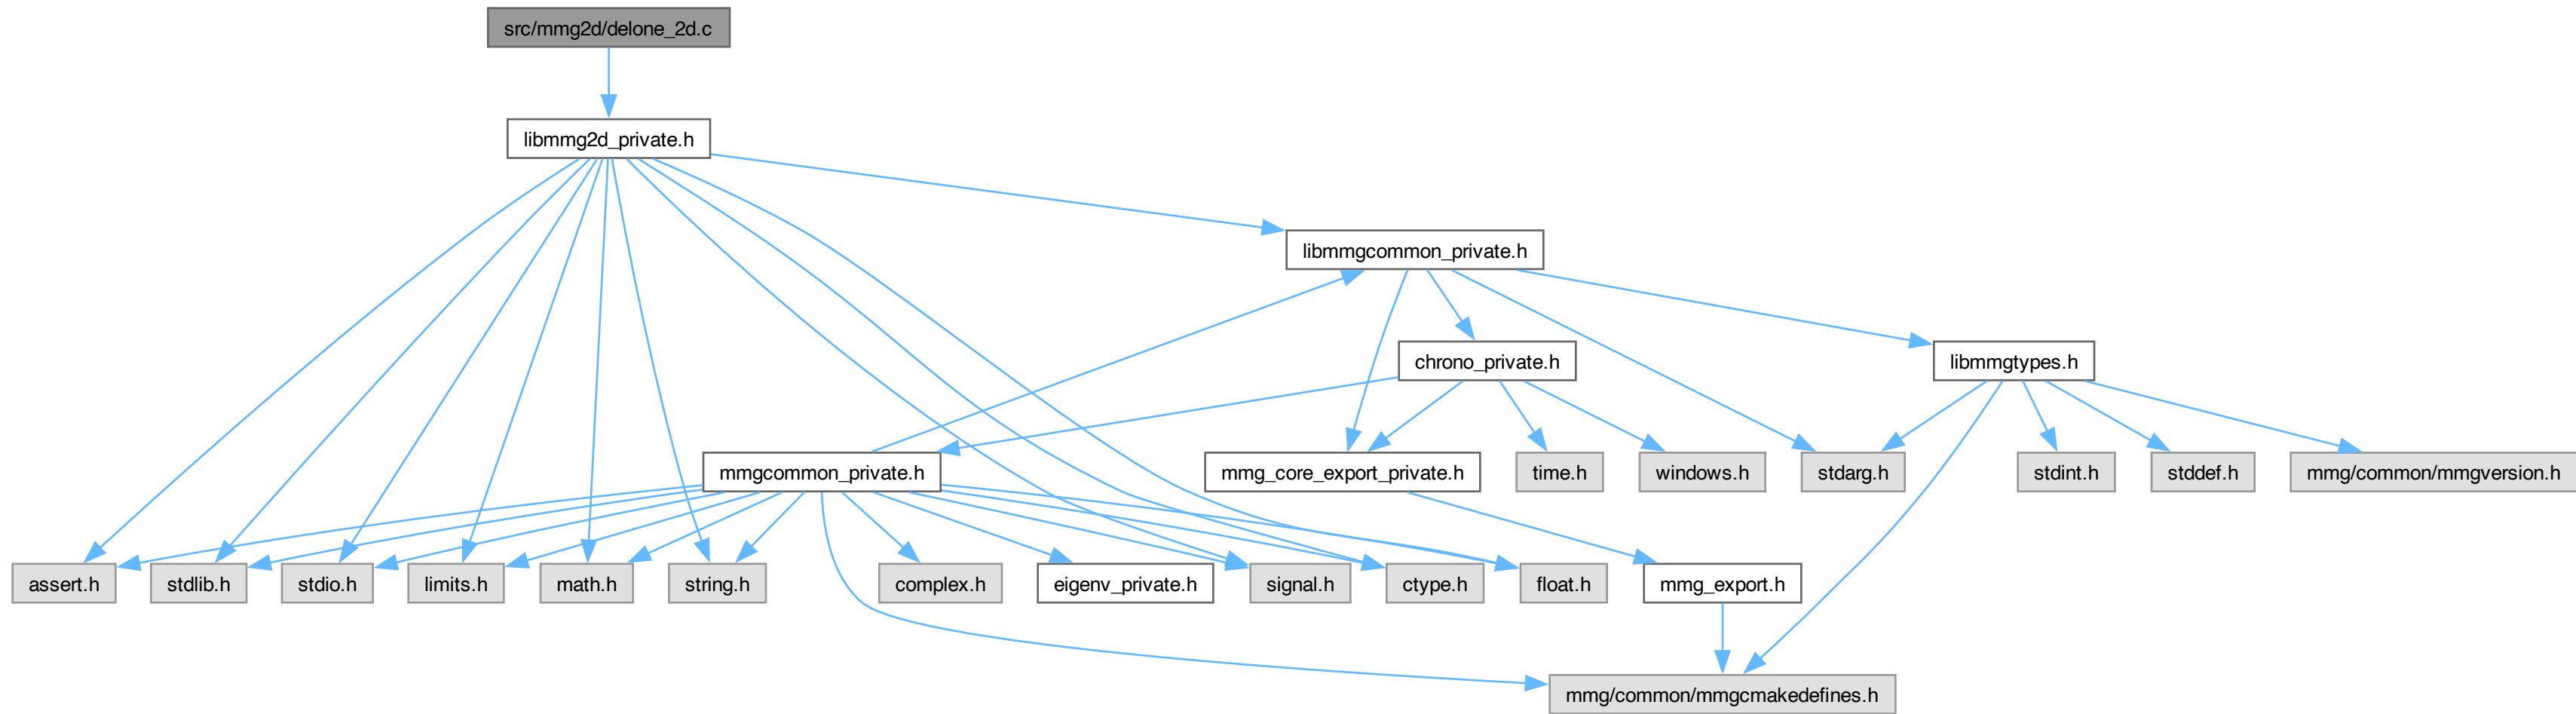 src/mmg2d/delone_2d.c
libmmg2d_private.h
libmmgcommon_private.h
chrono_private.h
libmmgtypes.h
mmgcommon_private.h
mmg_core_export_private.h
time.h
windows.h
stdarg.h
stdint.h
stddef.h
mmg/common/mmgversion.h
assert.h
stdlib.h
stdio.h
limits.h
math.h
string.h
complex.h
eigenv_private.h
signal.h
ctype.h
float.h
mmg_export.h
mmg/common/mmgcmakedefines.h